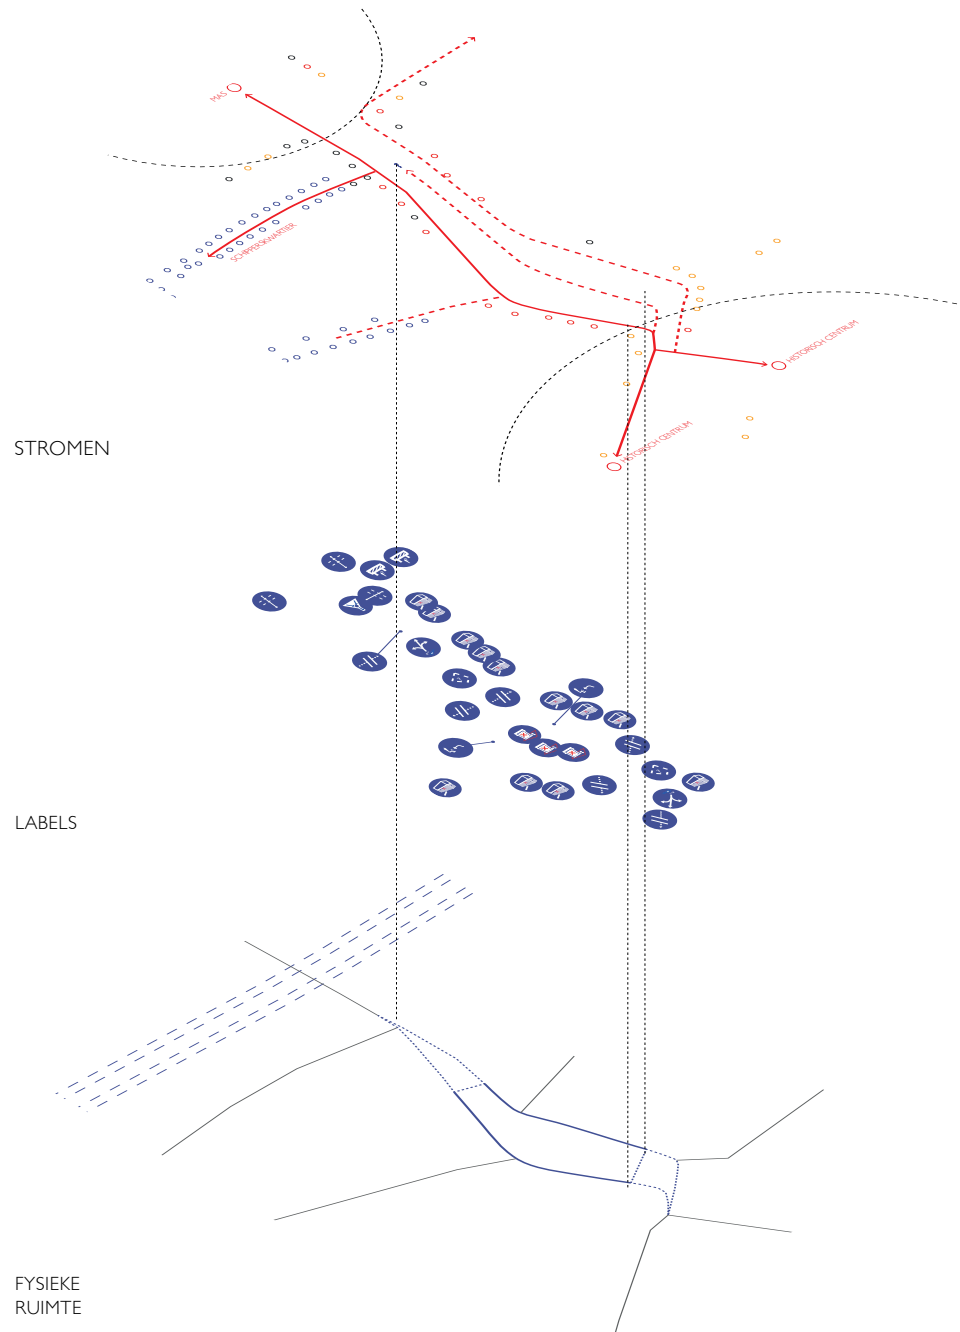 MAS
SCHIPPERSKWARTIER
HISTORISCH CENTRUM
HISTORISCH CENTRUM
STROMEN
LABELS
FYSIEKE
RUIMTE